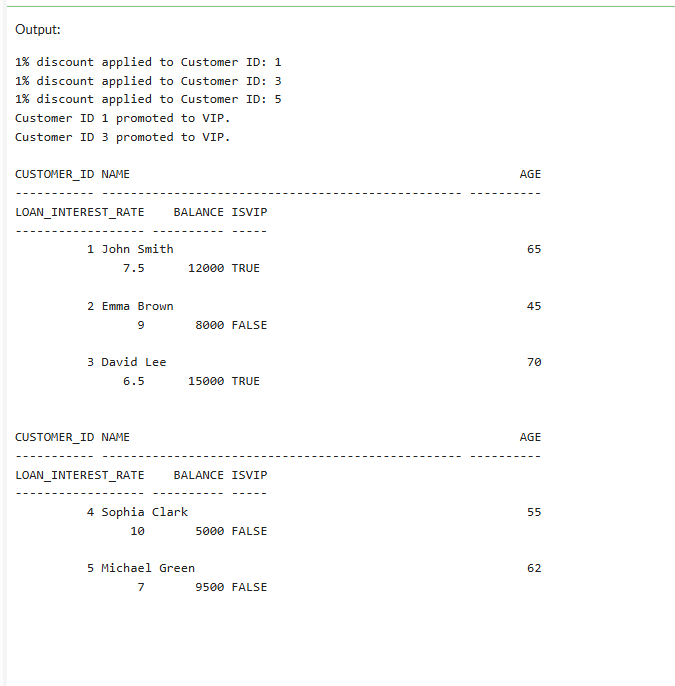 Output:
1% discount applied to Customer ID: 1
1% discount applied to Customer ID: 3
1% discount applied to Customer ID: 5
Customer ID 1 promoted to VIP.
Customer ID 3 promoted to VIP.
CUSTOMER_ID NAME                                                      AGE
----------- -------------------------------------------------- ----------
LOAN_INTEREST_RATE    BALANCE ISVIP
------------------ ---------- -----
          1 John Smith                                                 65
               7.5      12000 TRUE
          2 Emma Brown                                                 45
                 9       8000 FALSE
          3 David Lee                                                  70
               6.5      15000 TRUE
CUSTOMER_ID NAME                                                      AGE
----------- -------------------------------------------------- ----------
LOAN_INTEREST_RATE    BALANCE ISVIP
------------------ ---------- -----
          4 Sophia Clark                                               55
                10       5000 FALSE
          5 Michael Green                                              62
                 7       9500 FALSE